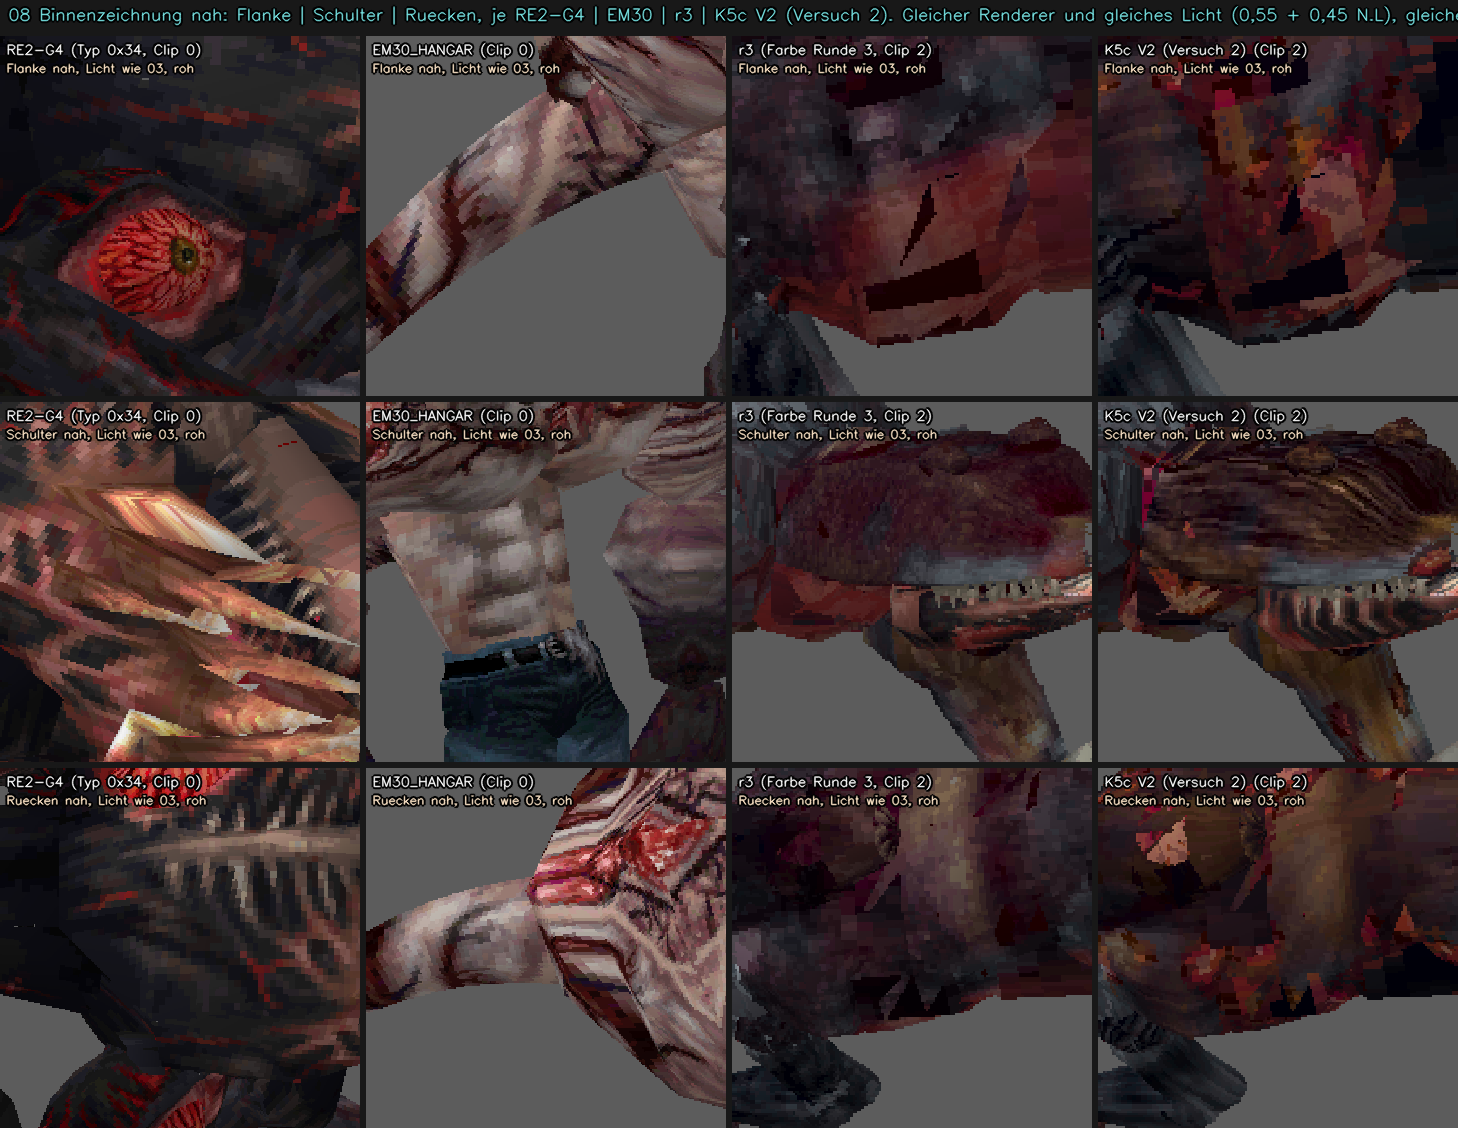 08 Binnenzeichnung nah: Flanke | Schulter | Ruecken, je RE2-G4 | EM30 | r3 | K5c V2 (Versuch 2). Gleicher Renderer und gleiches Licht (0,55 + 0,45 N.L), gleiche
RE2-G4 (Typ 0x34, Clip 0)
Flanke nah, Licht wie 03, roh
EM30_HANGAR (Clip 0)
Flanke nah, Licht wie 03, roh
r3 (Farbe Runde 3, Clip 2)
Flanke nah, Licht wie 03, roh
K5c V2 (Versuch 2) (Clip 2)
Flanke nah, Licht wie 03, roh
RE2-G4 (Typ 0x34, Clip 0)
Schulter nah, Licht wie 03, roh
EM30_HANGAR (Clip 0)
Schulter nah, Licht wie 03, roh
r3 (Farbe Runde 3, Clip 2)
Schulter nah, Licht wie 03, roh
K5c V2 (Versuch 2) (Clip 2)
Schulter nah, Licht wie 03, roh
RE2-G4 (Typ 0x34, Clip 0)
Ruecken nah, Licht wie 03, roh
EM30_HANGAR (Clip 0)
Ruecken nah, Licht wie 03, roh
r3 (Farbe Runde 3, Clip 2)
Ruecken nah, Licht wie 03, roh
K5c V2 (Versuch 2) (Clip 2)
Ruecken nah, Licht wie 03, roh